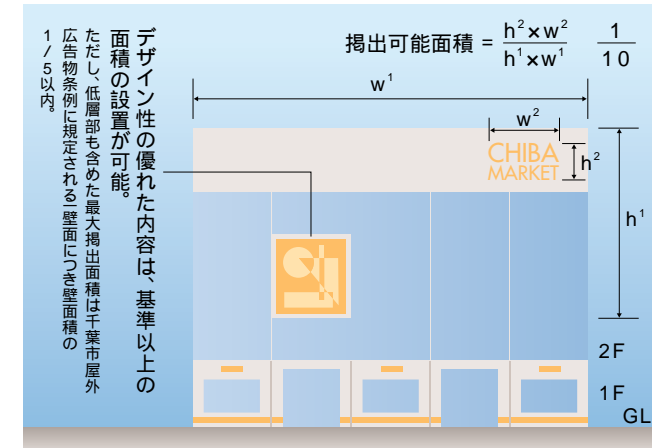 掲出可能面積 = h²×w² / h¹×w¹ 1/10
デザイン性の優れた内容は、基準以上の
面積の設置が可能。
ただし、低層部も含めた最大掲出面積は千葉市屋外
広告物条例に規定される一壁面につき壁面積の
1/5以内。
w¹
w²
CHIBA
MARKET
h²
h¹
2F
1F
GL